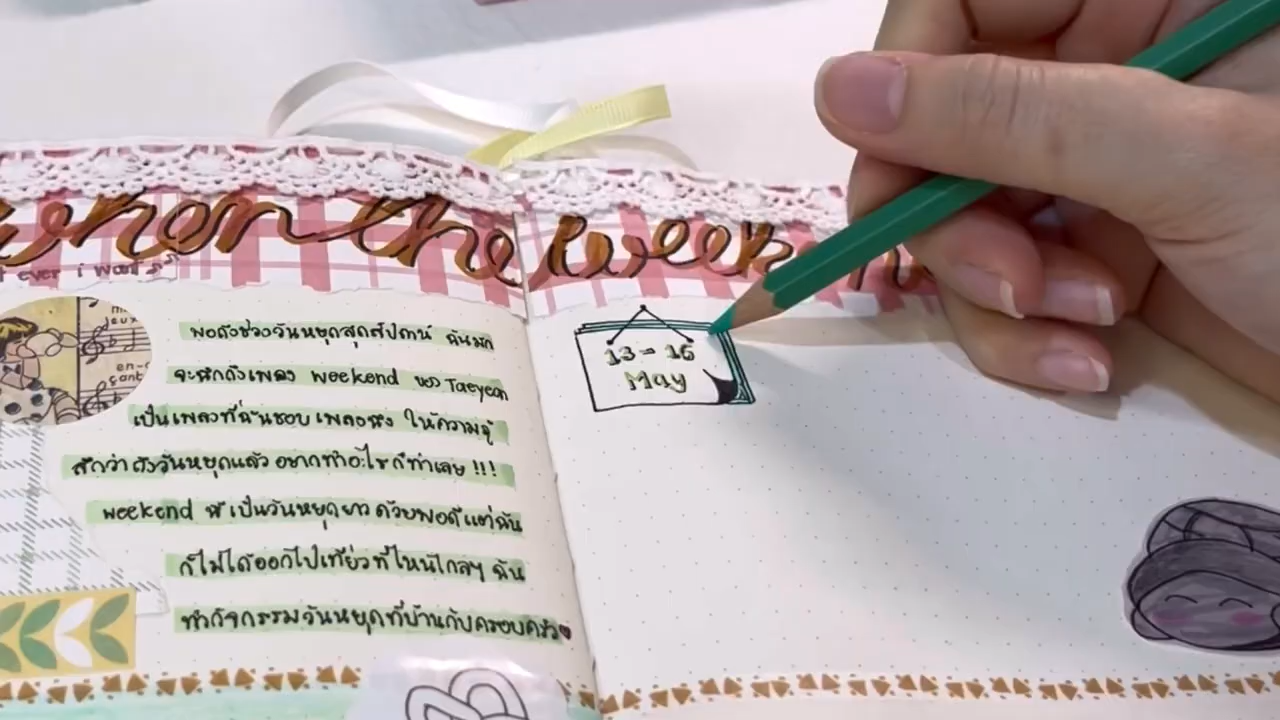 when the week
t ever i want
jeux
en-
cant
พอถึงช่วงวันหยุดสุดสัปดาห์ ฉันมัก
จะนึกถึงเพลง weekend ของ Taeyeon
เป็นเพลงที่ฉันชอบ เพลงหนึ่ง ให้ความรู้
สึกว่า ถึงวันหยุดแล้ว อยากทำอะไร ก็ทำเลย !!!
weekend นี้ เป็นวันหยุดยาว ด้วยพอดี แต่ฉัน
ก็ไม่ได้ออกไปเที่ยวที่ไหนไกลๆ ฉัน
ทำกิจกรรมวันหยุดที่บ้านกับครอบครัว
13 - 16
May